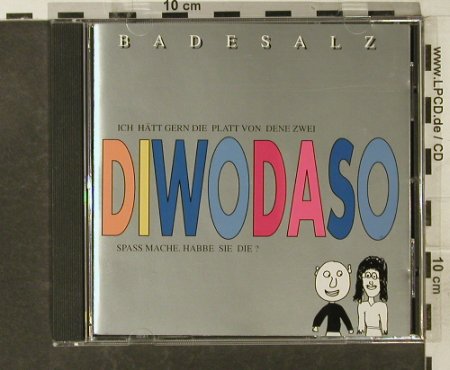 10 cm
BADESALZ
ICH HÄTT GERN DIE PLATT VON DENE ZWEI
DIWODASO
SPASS MACHE. HABBE SIE DIE ?
www.LPCD.de / CD
10 cm